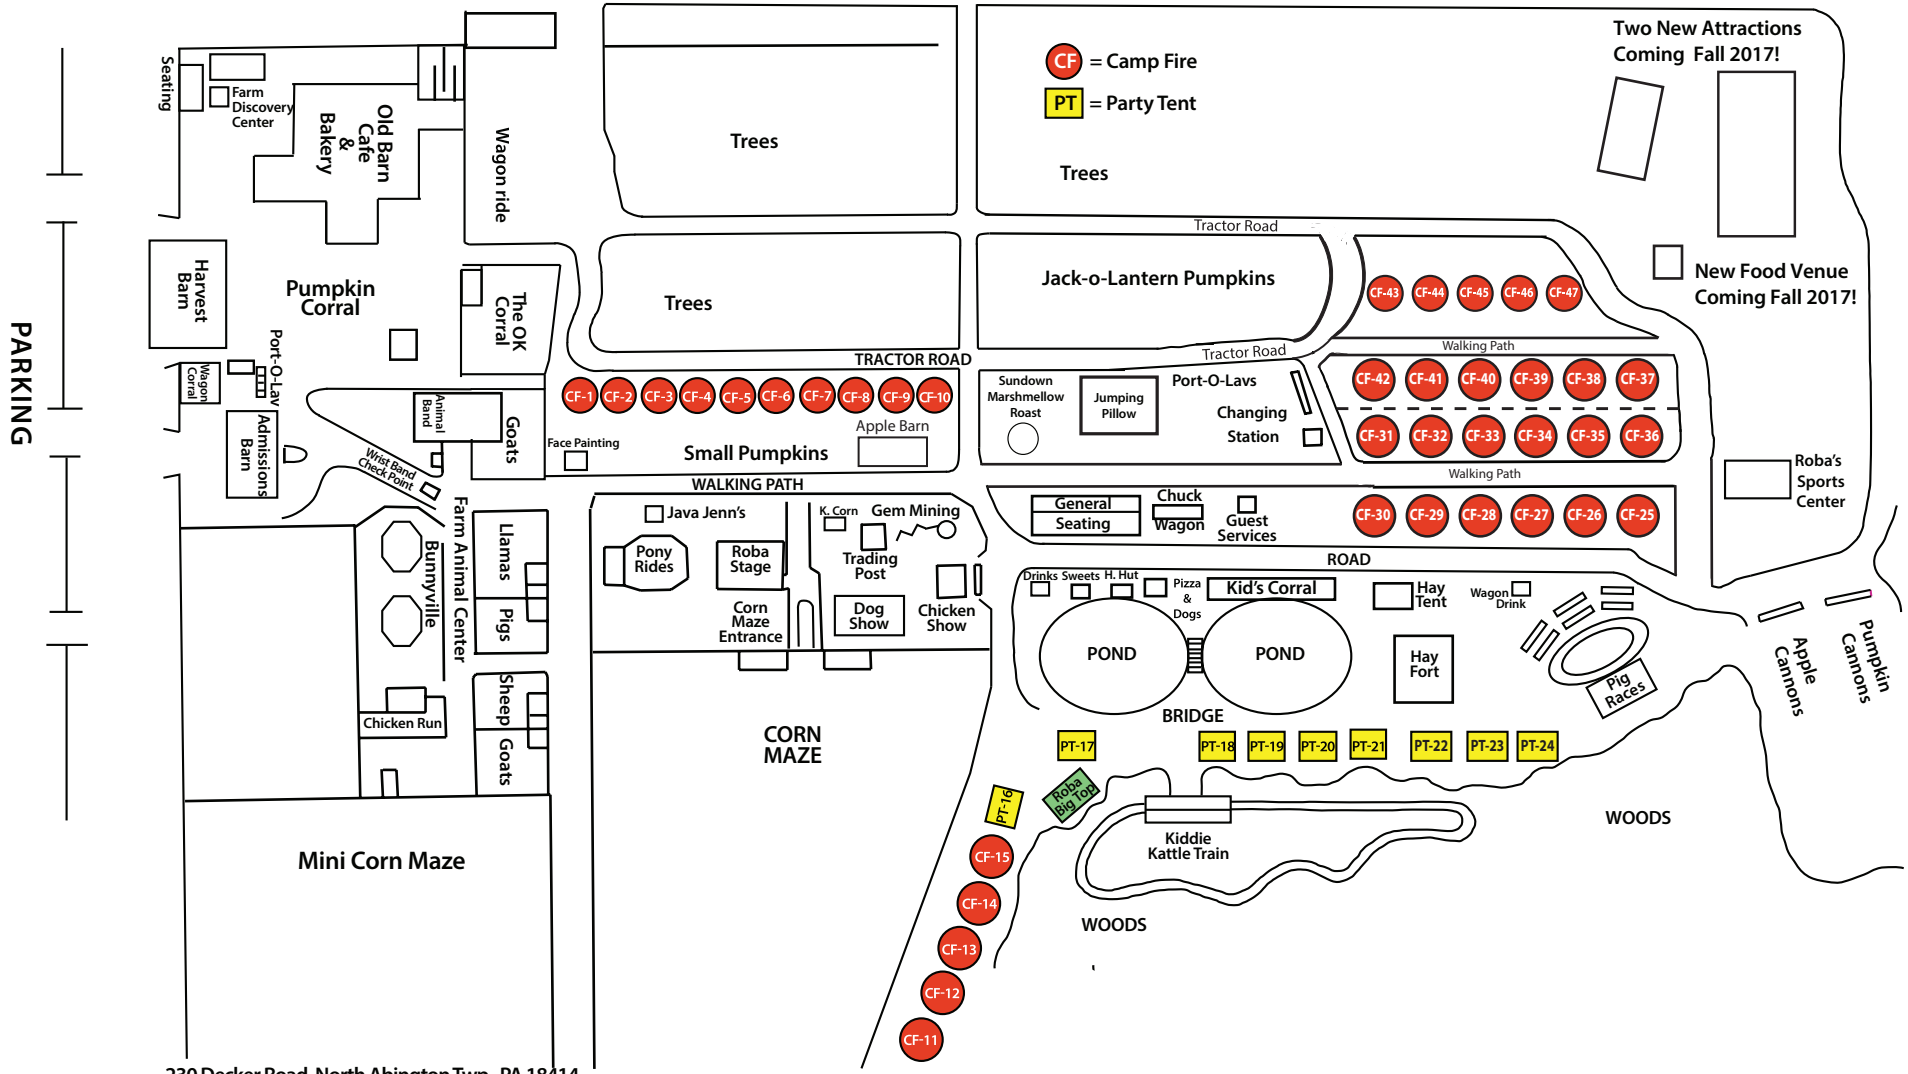 Two New Attractions
Coming Fall 2017!
CF = Camp Fire
PT = Party Tent
Seating
Farm
Discovery
Center
Old Barn
Cafe
&
Bakery
Wagon ride
Trees
Trees
Tractor Road
Harvest
Barn
Pumpkin
Corral
The OK
Corral
Trees
Jack-o-Lantern Pumpkins
CF-43
CF-44
CF-45
CF-46
CF-47
New Food Venue
Coming Fall 2017!
PARKING
Port-O-Lav
Wagon
Corral
TRACTOR ROAD
Tractor Road
Walking Path
CF-1
CF-2
CF-3
CF-4
CF-5
CF-6
CF-7
CF-8
CF-9
CF-10
Sundown
Marshmellow
Roast
Jumping
Pillow
Port-O-Lavs
Changing
Station
CF-42
CF-41
CF-40
CF-39
CF-38
CF-37
CF-31
CF-32
CF-33
CF-34
CF-35
CF-36
Admissions
Barn
Animal
Band
Goats
Face Painting
Small Pumpkins
Apple Barn
Wrist Band
Check Point
WALKING PATH
Walking Path
Roba's
Sports
Center
Java Jenn's
K. Corn
Gem Mining
General
Seating
Chuck
Wagon
Guest
Services
CF-30
CF-29
CF-28
CF-27
CF-26
CF-25
Farm Animal Center
Bunnyville
Llamas
Pigs
Pony
Rides
Roba
Stage
Trading
Post
ROAD
Corn
Maze
Entrance
Dog
Show
Chicken
Show
Drinks
Sweets
H. Hut
Pizza
&
Dogs
Kid's Corral
Hay
Tent
Wagon
Drink
POND
POND
Hay
Fort
Pig
Races
Apple
Cannons
Pumpkin
Cannons
Sheep
Goats
Chicken Run
CORN
MAZE
BRIDGE
PT-17
PT-18
PT-19
PT-20
PT-21
PT-22
PT-23
PT-24
PT-16
Roba
Big Top
Kiddie
Kattle Train
WOODS
Mini Corn Maze
CF-15
CF-14
CF-13
CF-12
CF-11
WOODS
230 Decker Road, North Abington Twp., PA 18414